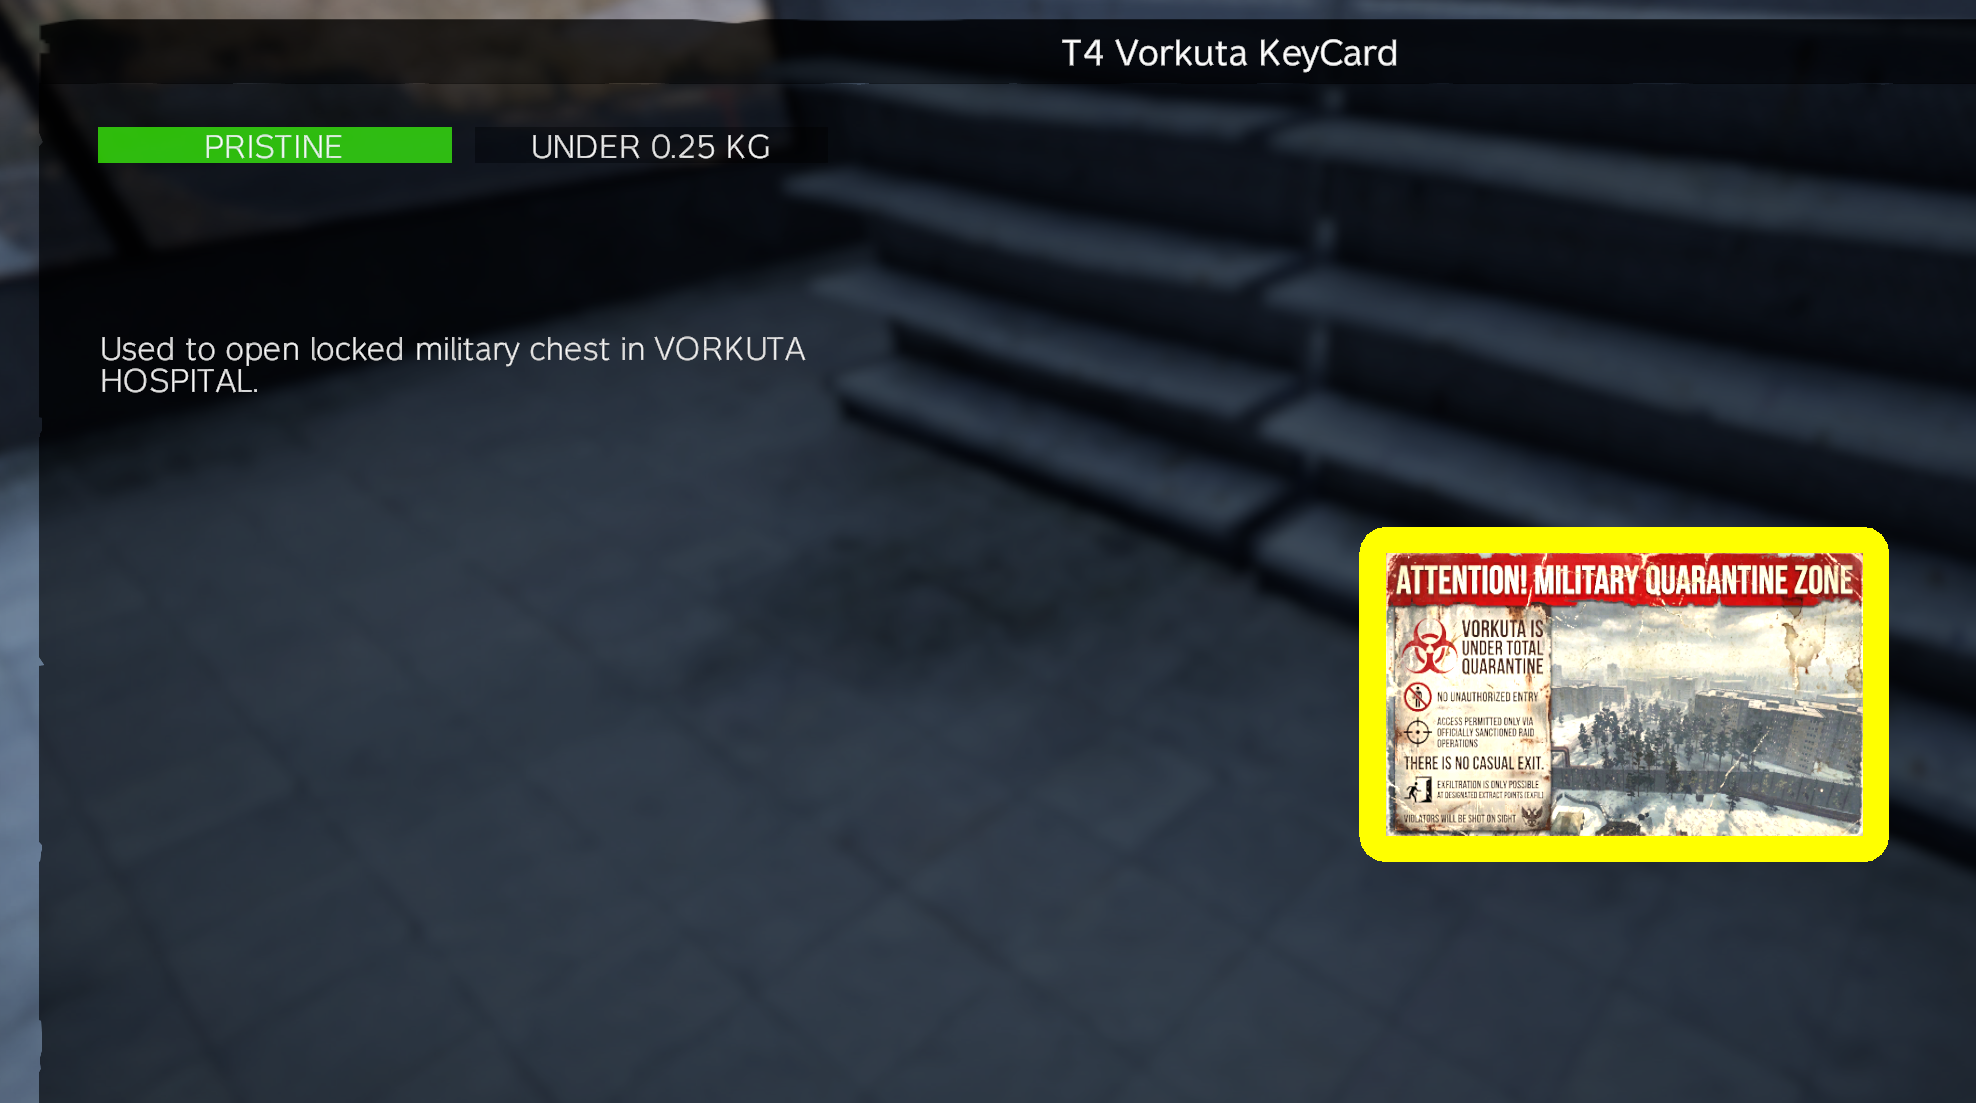 T4 Vorkuta KeyCard
PRISTINE
UNDER 0.25 KG
Used to open locked military chest in VORKUTA
HOSPITAL.
ATTENTION! MILITARY QUARANTINE ZONE
VORKUTA IS
UNDER TOTAL
QUARANTINE
NO UNAUTHORIZED ENTRY
ACCESS PERMITTED ONLY VIA
OFFICIALLY SANCTIONED RAID
OPERATIONS
THERE IS NO CASUAL EXIT.
EXFILTRATION IS ONLY POSSIBLE
AT DESIGNATED EXTRACT POINTS (EXFIL)
VIOLATORS WILL BE SHOT ON SIGHT